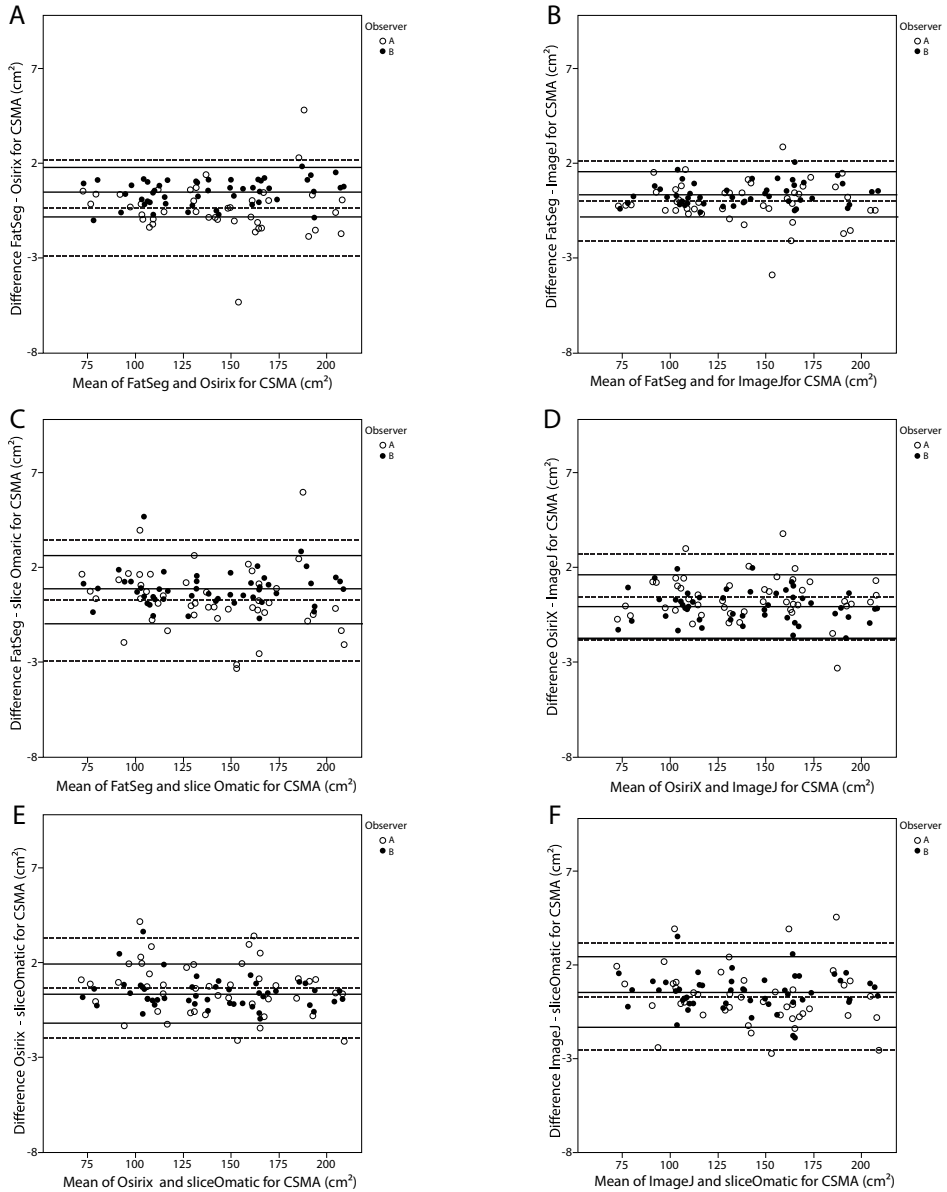 A
Observer
A
B
Difference FatSeg - Osirix for CSMA (cm²)
7
2
-3
-8
75 100 125 150 175 200
Mean of FatSeg and Osirix for CSMA (cm²)
B
Observer
A
B
Difference FatSeg - ImageJ for CSMA (cm²)
7
2
-3
-8
75 100 125 150 175 200
Mean of FatSeg and for ImageJfor CSMA (cm²)
C
Observer
A
B
Difference FatSeg - slice Omaric for CSMA (cm²)
7
2
-3
-8
75 100 125 150 175 200
Mean of FatSeg and slice Omatic for CSMA (cm²)
D
Observer
A
B
Difference OsiriX - ImageJ for CSMA (cm²)
7
2
-3
-8
75 100 125 150 175 200
Mean of OsiriX and ImageJ for CSMA (cm²)
E
Observer
A
B
Difference Osirix - sliceOmatic for CSMA (cm²)
7
2
-3
-8
75 100 125 150 175 200
Mean of Osirix and sliceOmatic for CSMA (cm²)
F
Observer
A
B
Difference ImageJ - sliceOmatic for CSMA (cm²)
7
2
-3
-8
75 100 125 150 175 200
Mean of ImageJ and sliceOmatic for CSMA (cm²)